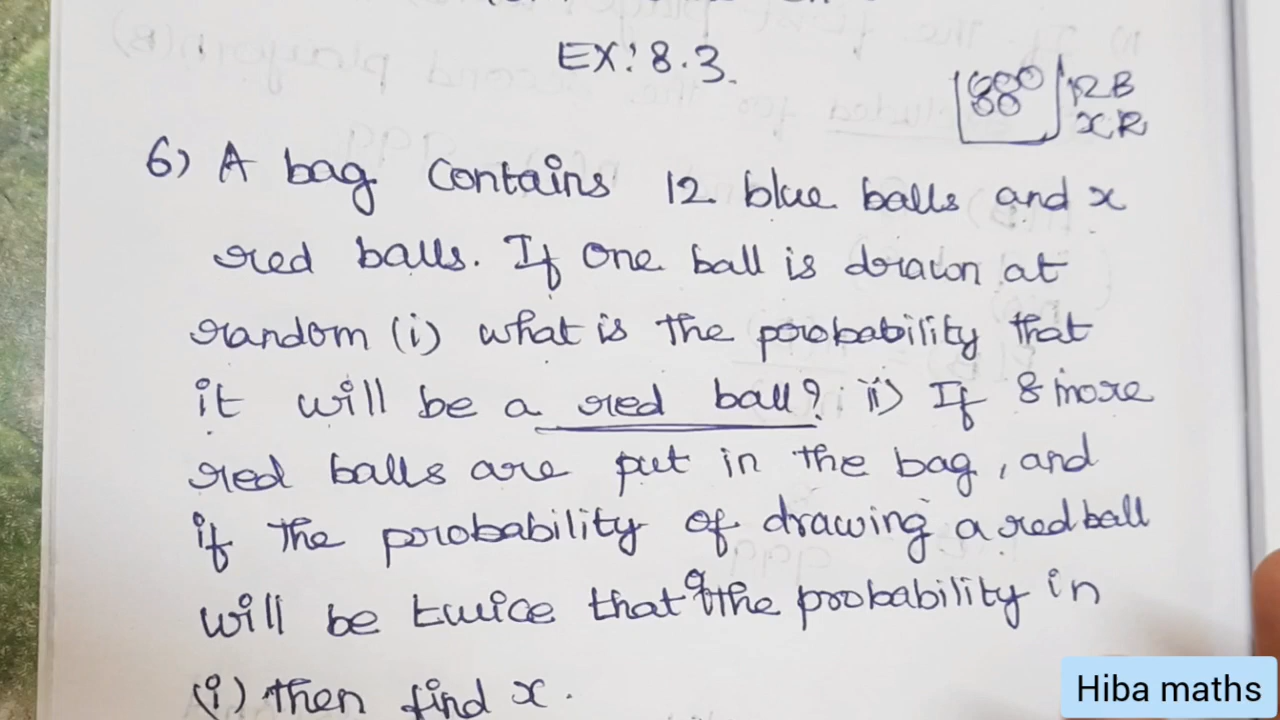 EX: 8.3.
12B
xR
6) A bag contains 12 blue balls and x
red balls. If one ball is drawn at
random (i) what is the probability that
it will be a red ball? ii) If 8 more
red balls are put in the bag, and
if the probability of drawing a red ball
will be twice that of the probability in
(i) then find x.
Hiba maths